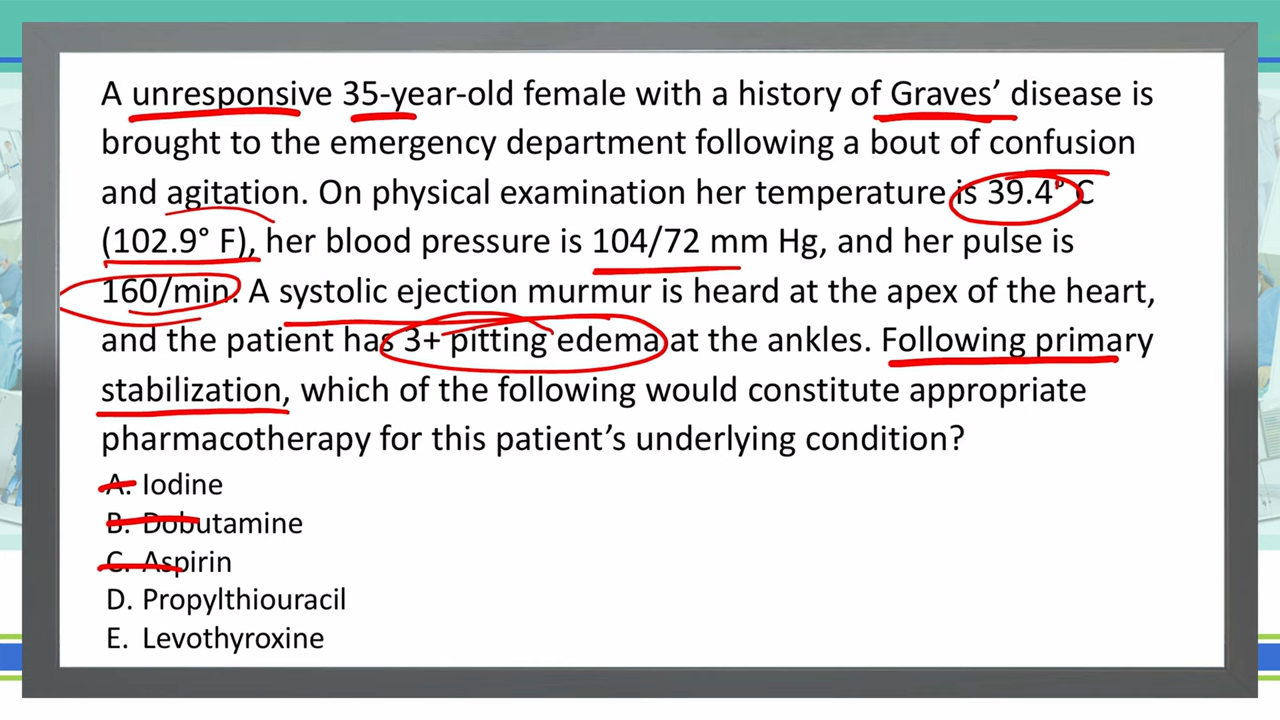 A unresponsive 35-year-old female with a history of Graves’ disease is
brought to the emergency department following a bout of confusion
and agitation. On physical examination her temperature is 39.4° C
(102.9° F), her blood pressure is 104/72 mm Hg, and her pulse is
160/min. A systolic ejection murmur is heard at the apex of the heart,
and the patient has 3+ pitting edema at the ankles. Following primary
stabilization, which of the following would constitute appropriate
pharmacotherapy for this patient’s underlying condition?
A. Iodine
B. Dobutamine
C. Aspirin
D. Propylthiouracil
E. Levothyroxine